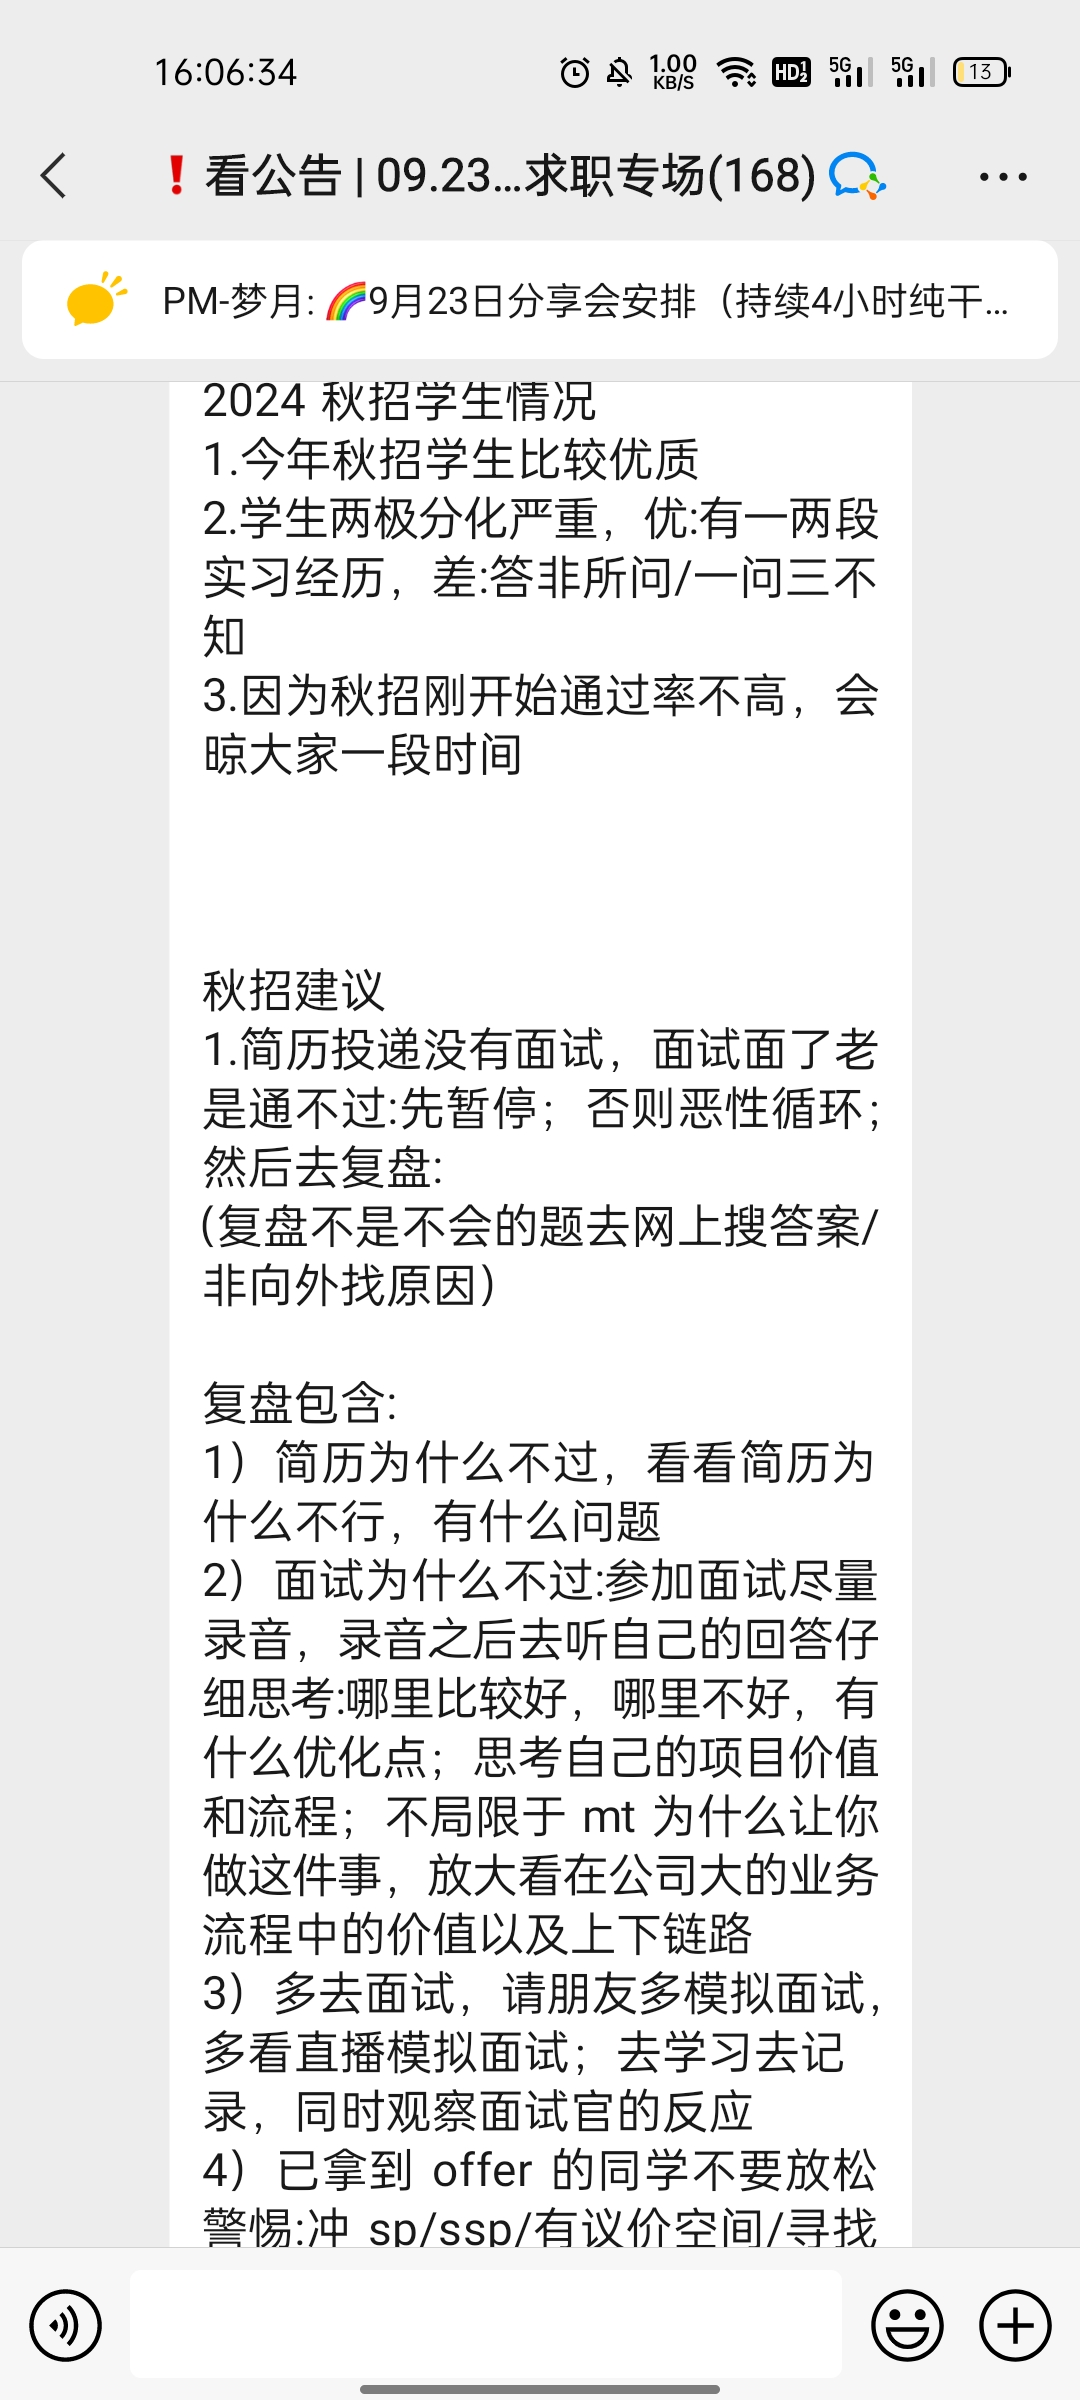 16:06:34
1.00
KB/S
HD
1
2
5G
5G
13
❗看公告 | 09.23...求职专场(168)
PM-梦月: 🌈9月23日分享会安排（持续4小时纯干...
2024 秋招学生情况
1.今年秋招学生比较优质
2.学生两极分化严重，优:有一两段
实习经历，差:答非所问/一问三不
知
3.因为秋招刚开始通过率不高，会
晾大家一段时间
秋招建议
1.简历投递没有面试，面试面了老
是通不过:先暂停；否则恶性循环；
然后去复盘:
(复盘不是不会的题去网上搜答案/
非向外找原因)
复盘包含:
1）简历为什么不过，看看简历为
什么不行，有什么问题
2）面试为什么不过:参加面试尽量
录音，录音之后去听自己的回答仔
细思考:哪里比较好，哪里不好，有
什么优化点；思考自己的项目价值
和流程；不局限于 mt 为什么让你
做这件事，放大看在公司大的业务
流程中的价值以及上下链路
3）多去面试，请朋友多模拟面试，
多看直播模拟面试；去学习去记
录，同时观察面试官的反应
4）已拿到 offer 的同学不要放松
警惕:冲 sp/ssp/有议价空间/寻找